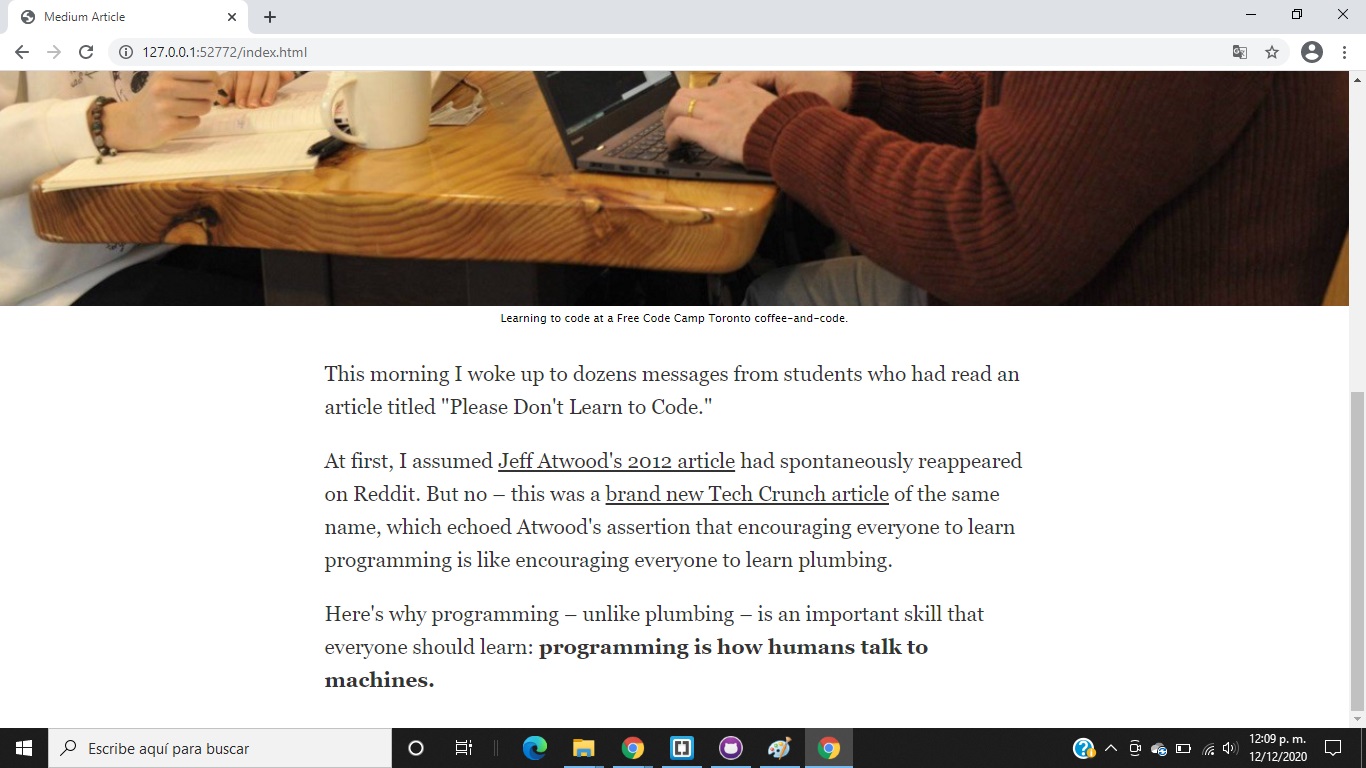 Medium Article
127.0.0.1:52772/index.html
Learning to code at a Free Code Camp Toronto coffee-and-code.
This morning I woke up to dozens messages from students who had read an
article titled "Please Don't Learn to Code."
At first, I assumed Jeff Atwood's 2012 article had spontaneously reappeared
on Reddit. But no – this was a brand new Tech Crunch article of the same
name, which echoed Atwood's assertion that encouraging everyone to learn
programming is like encouraging everyone to learn plumbing.
Here's why programming – unlike plumbing – is an important skill that
everyone should learn: programming is how humans talk to
machines.
Escribe aquí para buscar
12:09 p. m.
12/12/2020